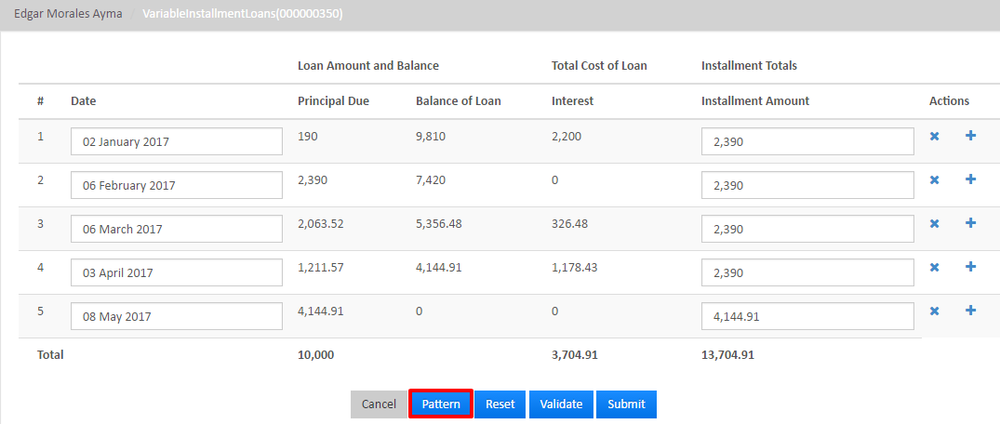 Edgar Morales Ayma / VariableInstallmentLoans(000000350)
Loan Amount and Balance Total Cost of Loan Installment Totals
# Date Principal Due Balance of Loan Interest Installment Amount Actions
1 02 January 2017 190 9,810 2,200 2,390
2 06 February 2017 2,390 7,420 0 2,390
3 06 March 2017 2,063.52 5,356.48 326.48 2,390
4 03 April 2017 1,211.57 4,144.91 1,178.43 2,390
5 08 May 2017 4,144.91 0 0 4,144.91
Total 10,000 3,704.91 13,704.91
Cancel Pattern Reset Validate Submit